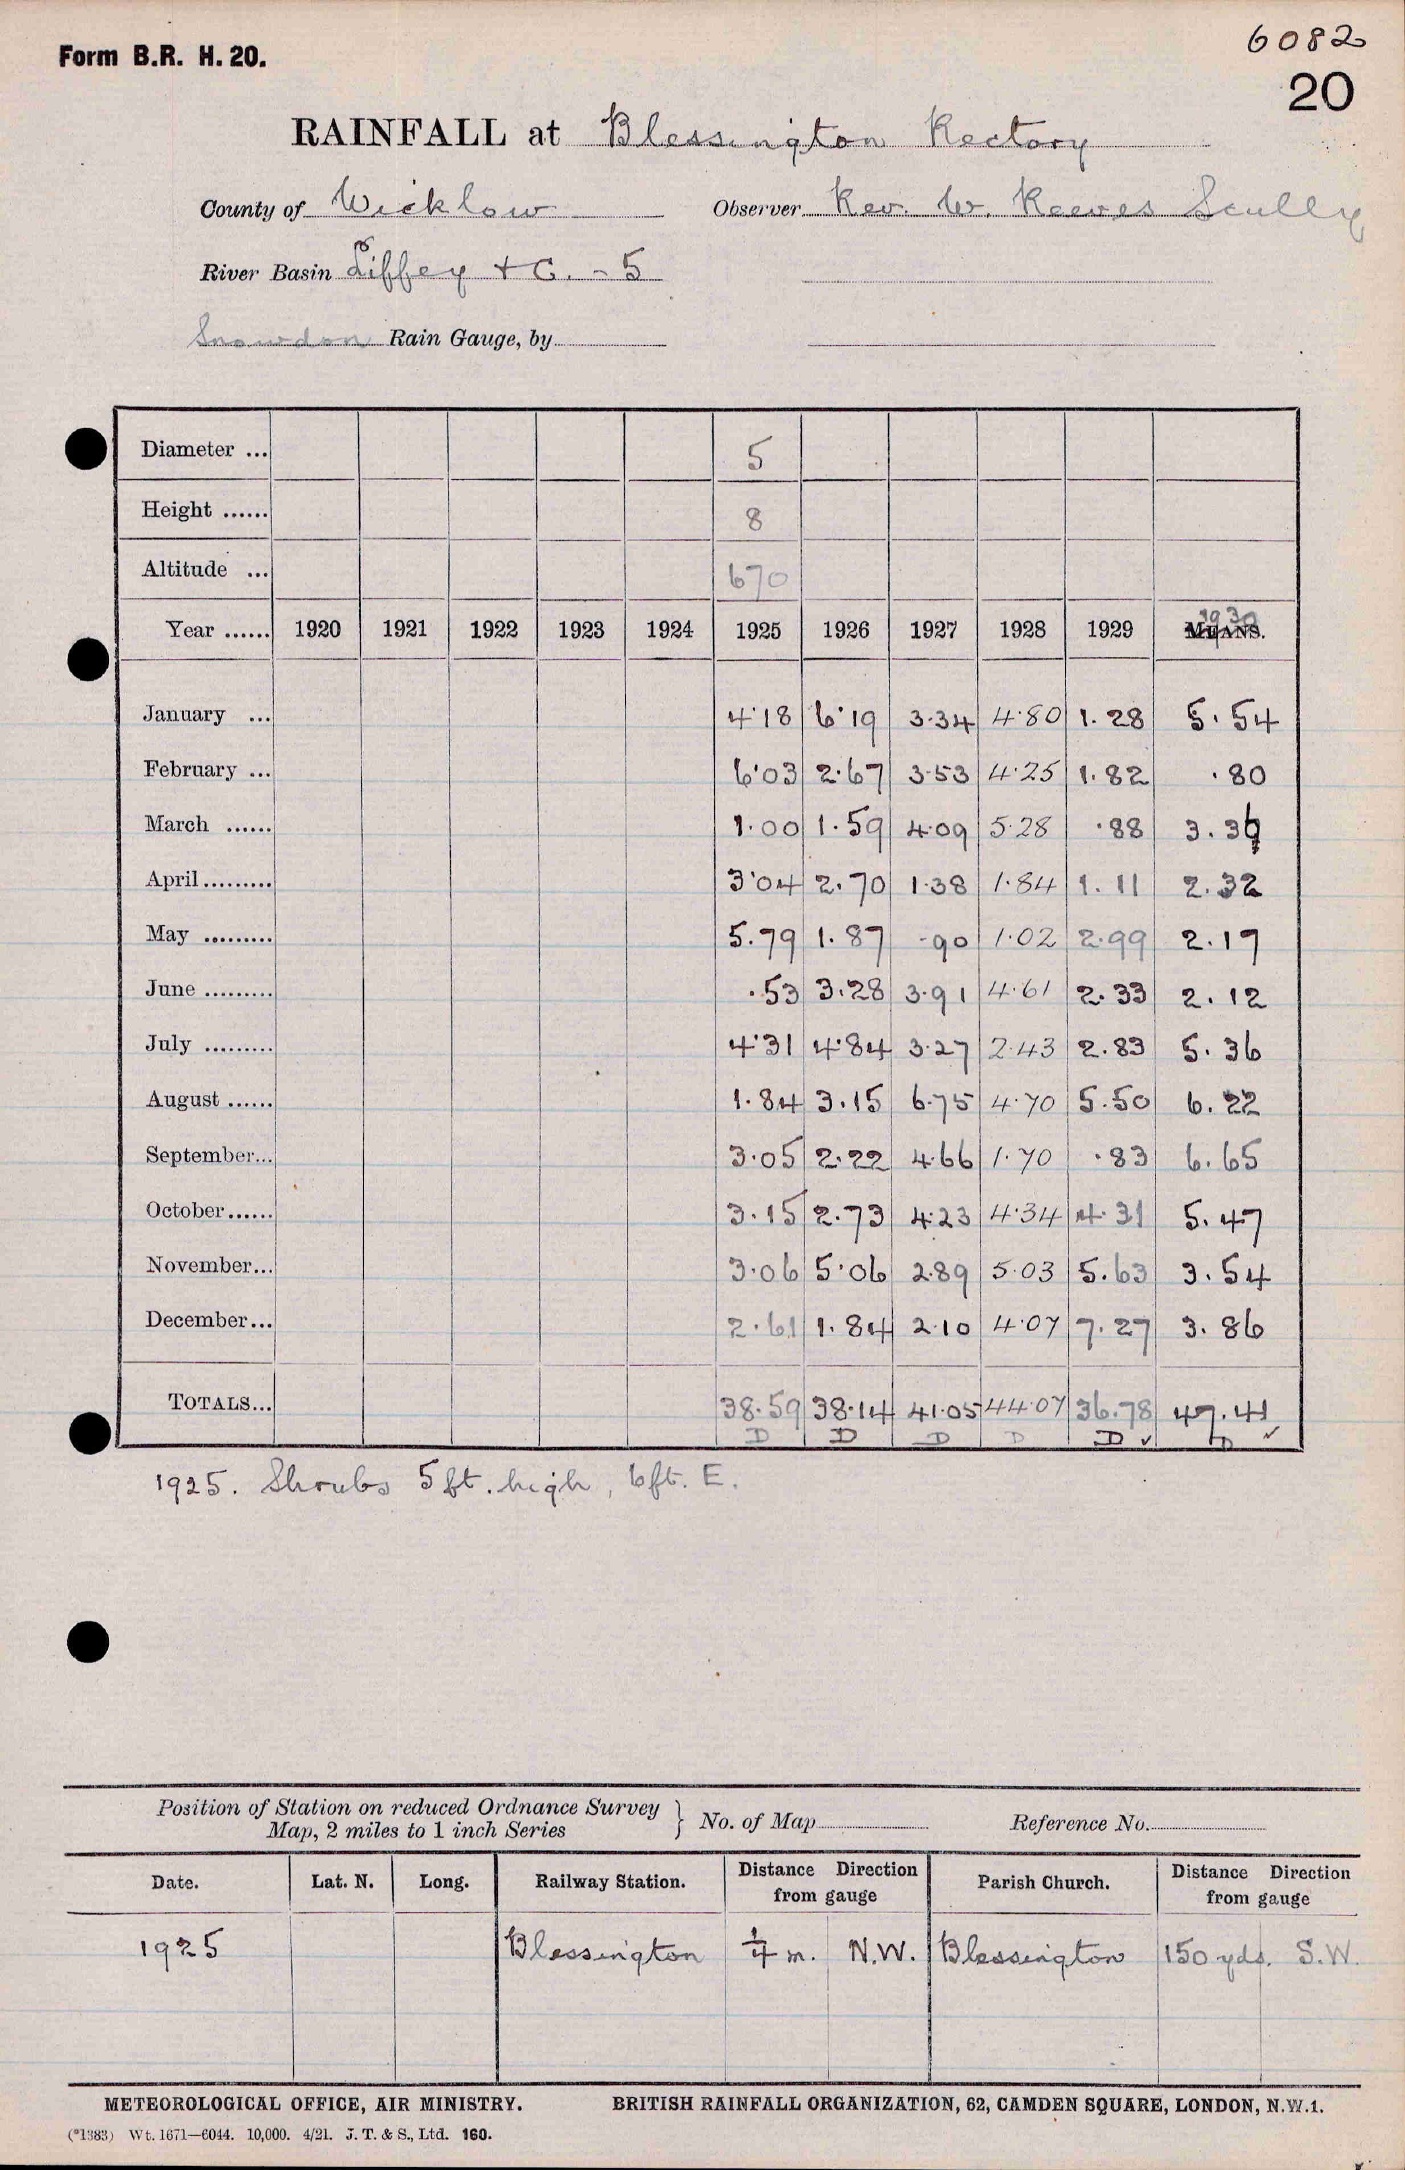 6082
Form B.R. H. 20.
20
RAINFALL at Blessington Rectory
County of Wicklow Observer Rev. W. Reeves Scully
River Basin Liffey + C. - 5
Snowdon Rain Gauge, by
Diameter ... 5
Height ...... 8
Altitude ... 670
Year ...... 1920 1921 1922 1923 1924 1925 1926 1927 1928 1929 MEANS. 1930
January ... 4.18 6.19 3.34 4.80 1.28 5.54
February ... 6.03 2.67 3.53 4.25 1.82 .80
March ...... 1.00 1.59 4.09 5.28 .88 3.36
April ......... 3.04 2.70 1.38 1.84 1.11 2.32
May ......... 5.79 1.87 .90 1.02 2.99 2.17
June ......... .53 3.28 3.91 4.61 2.33 2.12
July ......... 4.31 4.84 3.27 2.43 2.83 5.36
August ...... 1.84 3.15 6.75 4.70 5.50 6.22
September... 3.05 2.22 4.66 1.70 .83 6.65
October...... 3.15 2.73 4.23 4.34 4.31 5.47
November... 3.06 5.06 2.89 5.03 5.63 3.54
December... 2.61 1.84 2.10 4.07 7.27 3.86
TOTALS... 38.59 38.14 41.05 44.07 36.78 47.41
D D D D D ✓ D ✓
1925. Shrubs 5 ft. high, 6 ft. E.
Position of Station on reduced Ordnance Survey
Map, 2 miles to 1 inch Series } No. of Map Reference No.
Date. Lat. N. Long. Railway Station. Distance Direction from gauge Parish Church. Distance Direction from gauge
1925 Blessington 1/4 m. N.W. Blessington 150 yds. S.W.
METEOROLOGICAL OFFICE, AIR MINISTRY. BRITISH RAINFALL ORGANIZATION, 62, CAMDEN SQUARE, LONDON, N.W.1.
(*1383) Wt. 1671—6044. 10,000. 4/21. J. T. & S., Ltd. 160.